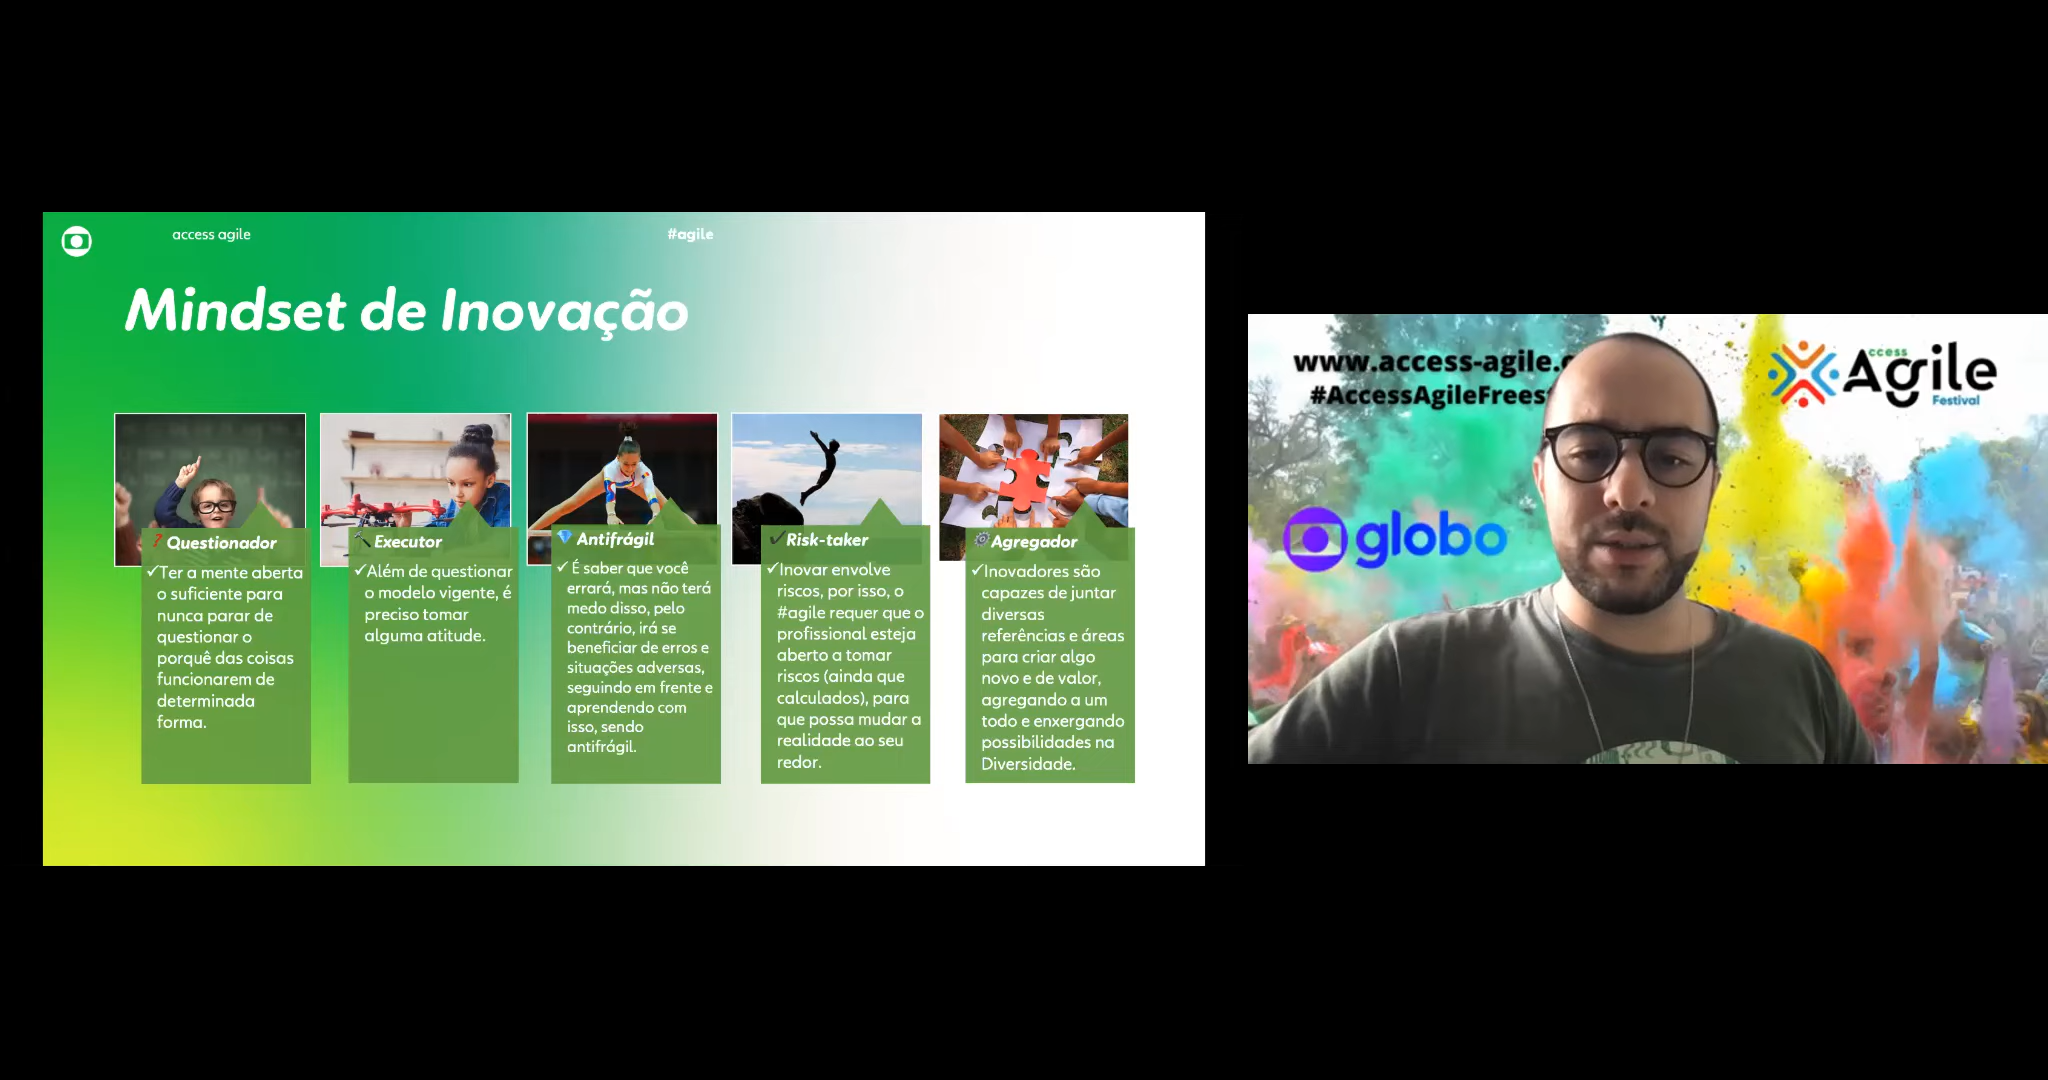 access agile
#agile
Mindset de Inovação
Questionador
✓Ter a mente aberta
o suficiente para
nunca parar de
questionar o
porquê das coisas
funcionarem de
determinada
forma.
Executor
✓Além de questionar
o modelo vigente, é
preciso tomar
alguma atitude.
Antifrágil
✓É saber que você
errará, mas não terá
medo disso, pelo
contrário, irá se
beneficiar de erros e
situações adversas,
seguindo em frente e
aprendendo com
isso, sendo
antifrágil.
Risk-taker
✓Inovar envolve
riscos, por isso, o
#agile requer que o
profissional esteja
aberto a tomar
riscos (ainda que
calculados), para
que possa mudar a
realidade ao seu
redor.
Agregador
✓Inovadores são
capazes de juntar
diversas
referências e áreas
para criar algo
novo e de valor,
agregando a um
todo e enxergando
possibilidades na
Diversidade.
www.access-agile.c
#AccessAgileFrees
ccess
Agile
Festival
globo